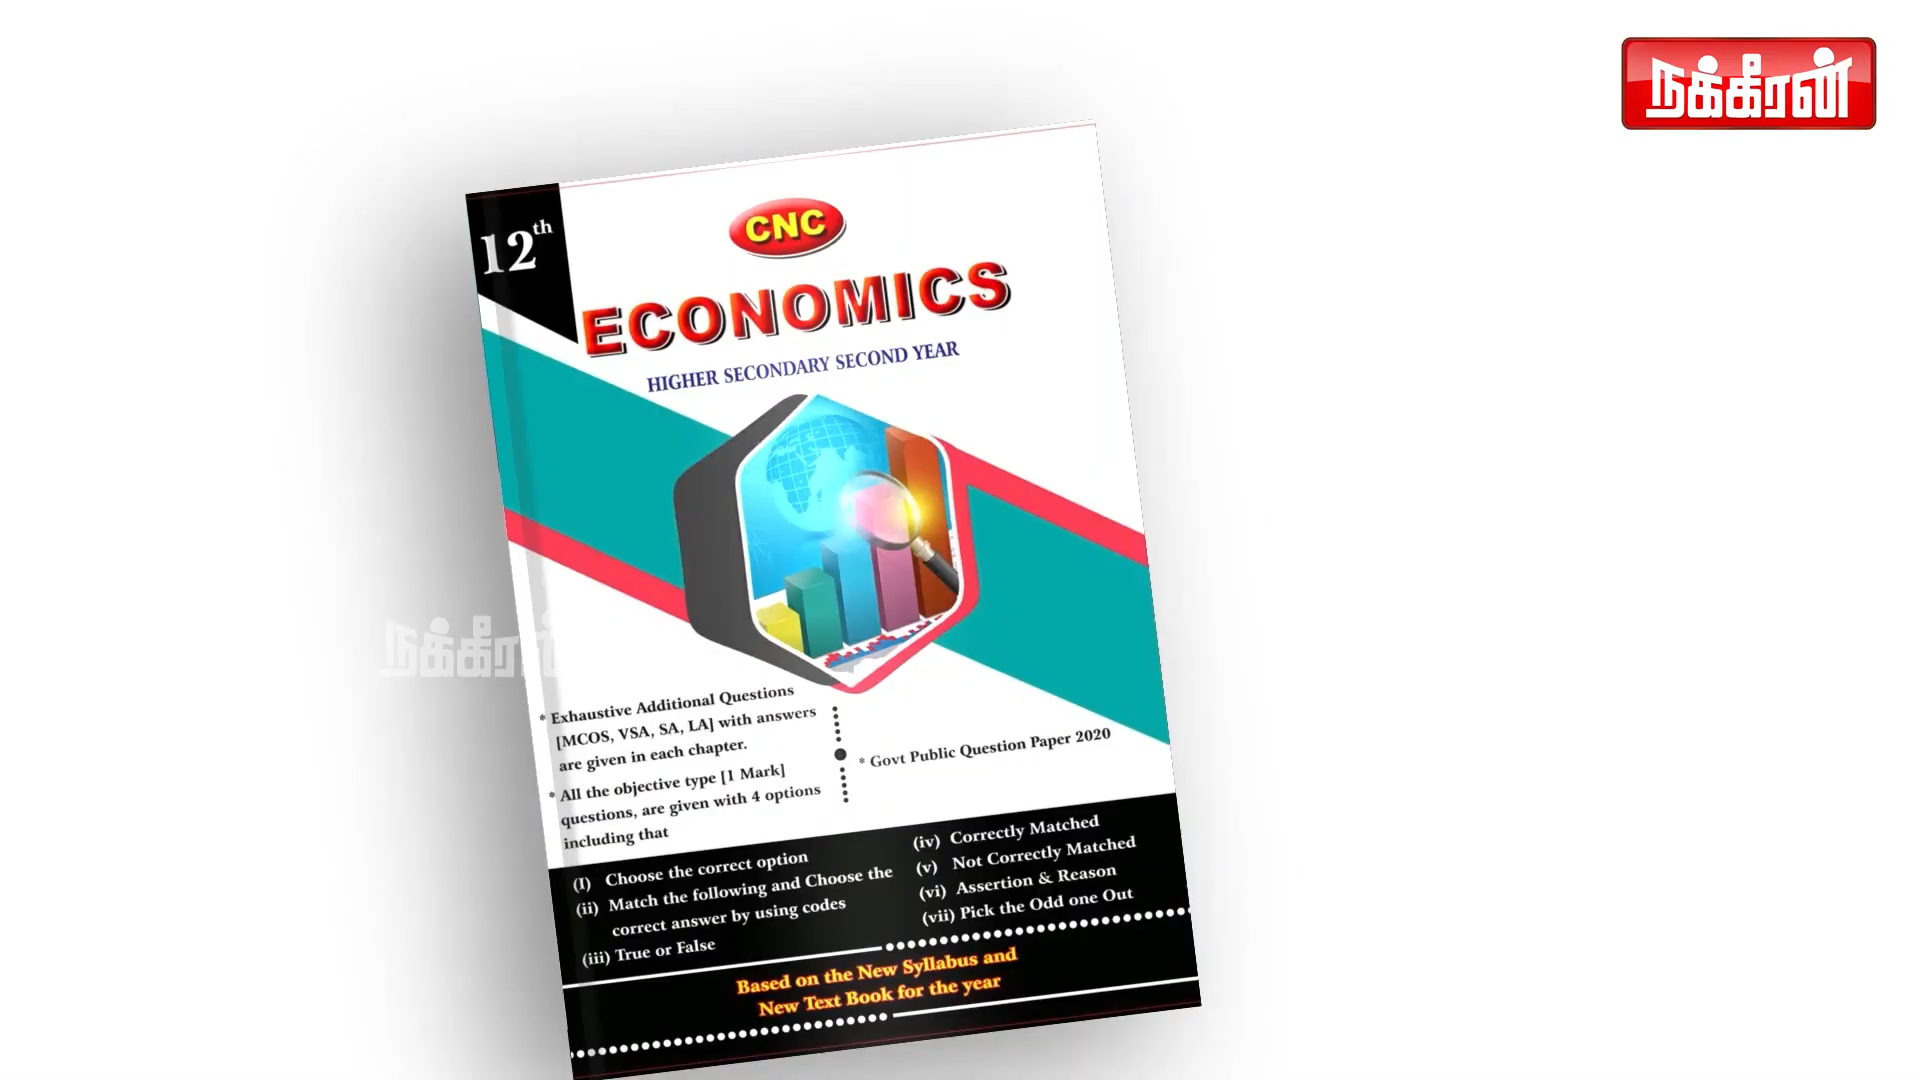 நக்கீரன்
12th
CNC
ECONOMICS
HIGHER SECONDARY SECOND YEAR
நக்கீரன்
* Exhaustive Additional Questions
[MCOS, VSA, SA, LA] with answers
are given in each chapter.
* All the objective type [1 Mark]
questions, are given with 4 options
including that
* Govt Public Question Paper 2020
(I) Choose the correct option
(ii) Match the following and Choose the
correct answer by using codes
(iii) True or False
(iv) Correctly Matched
(v) Not Correctly Matched
(vi) Assertion & Reason
(vii) Pick the Odd one Out
Based on the New Syllabus and
New Text Book for the year